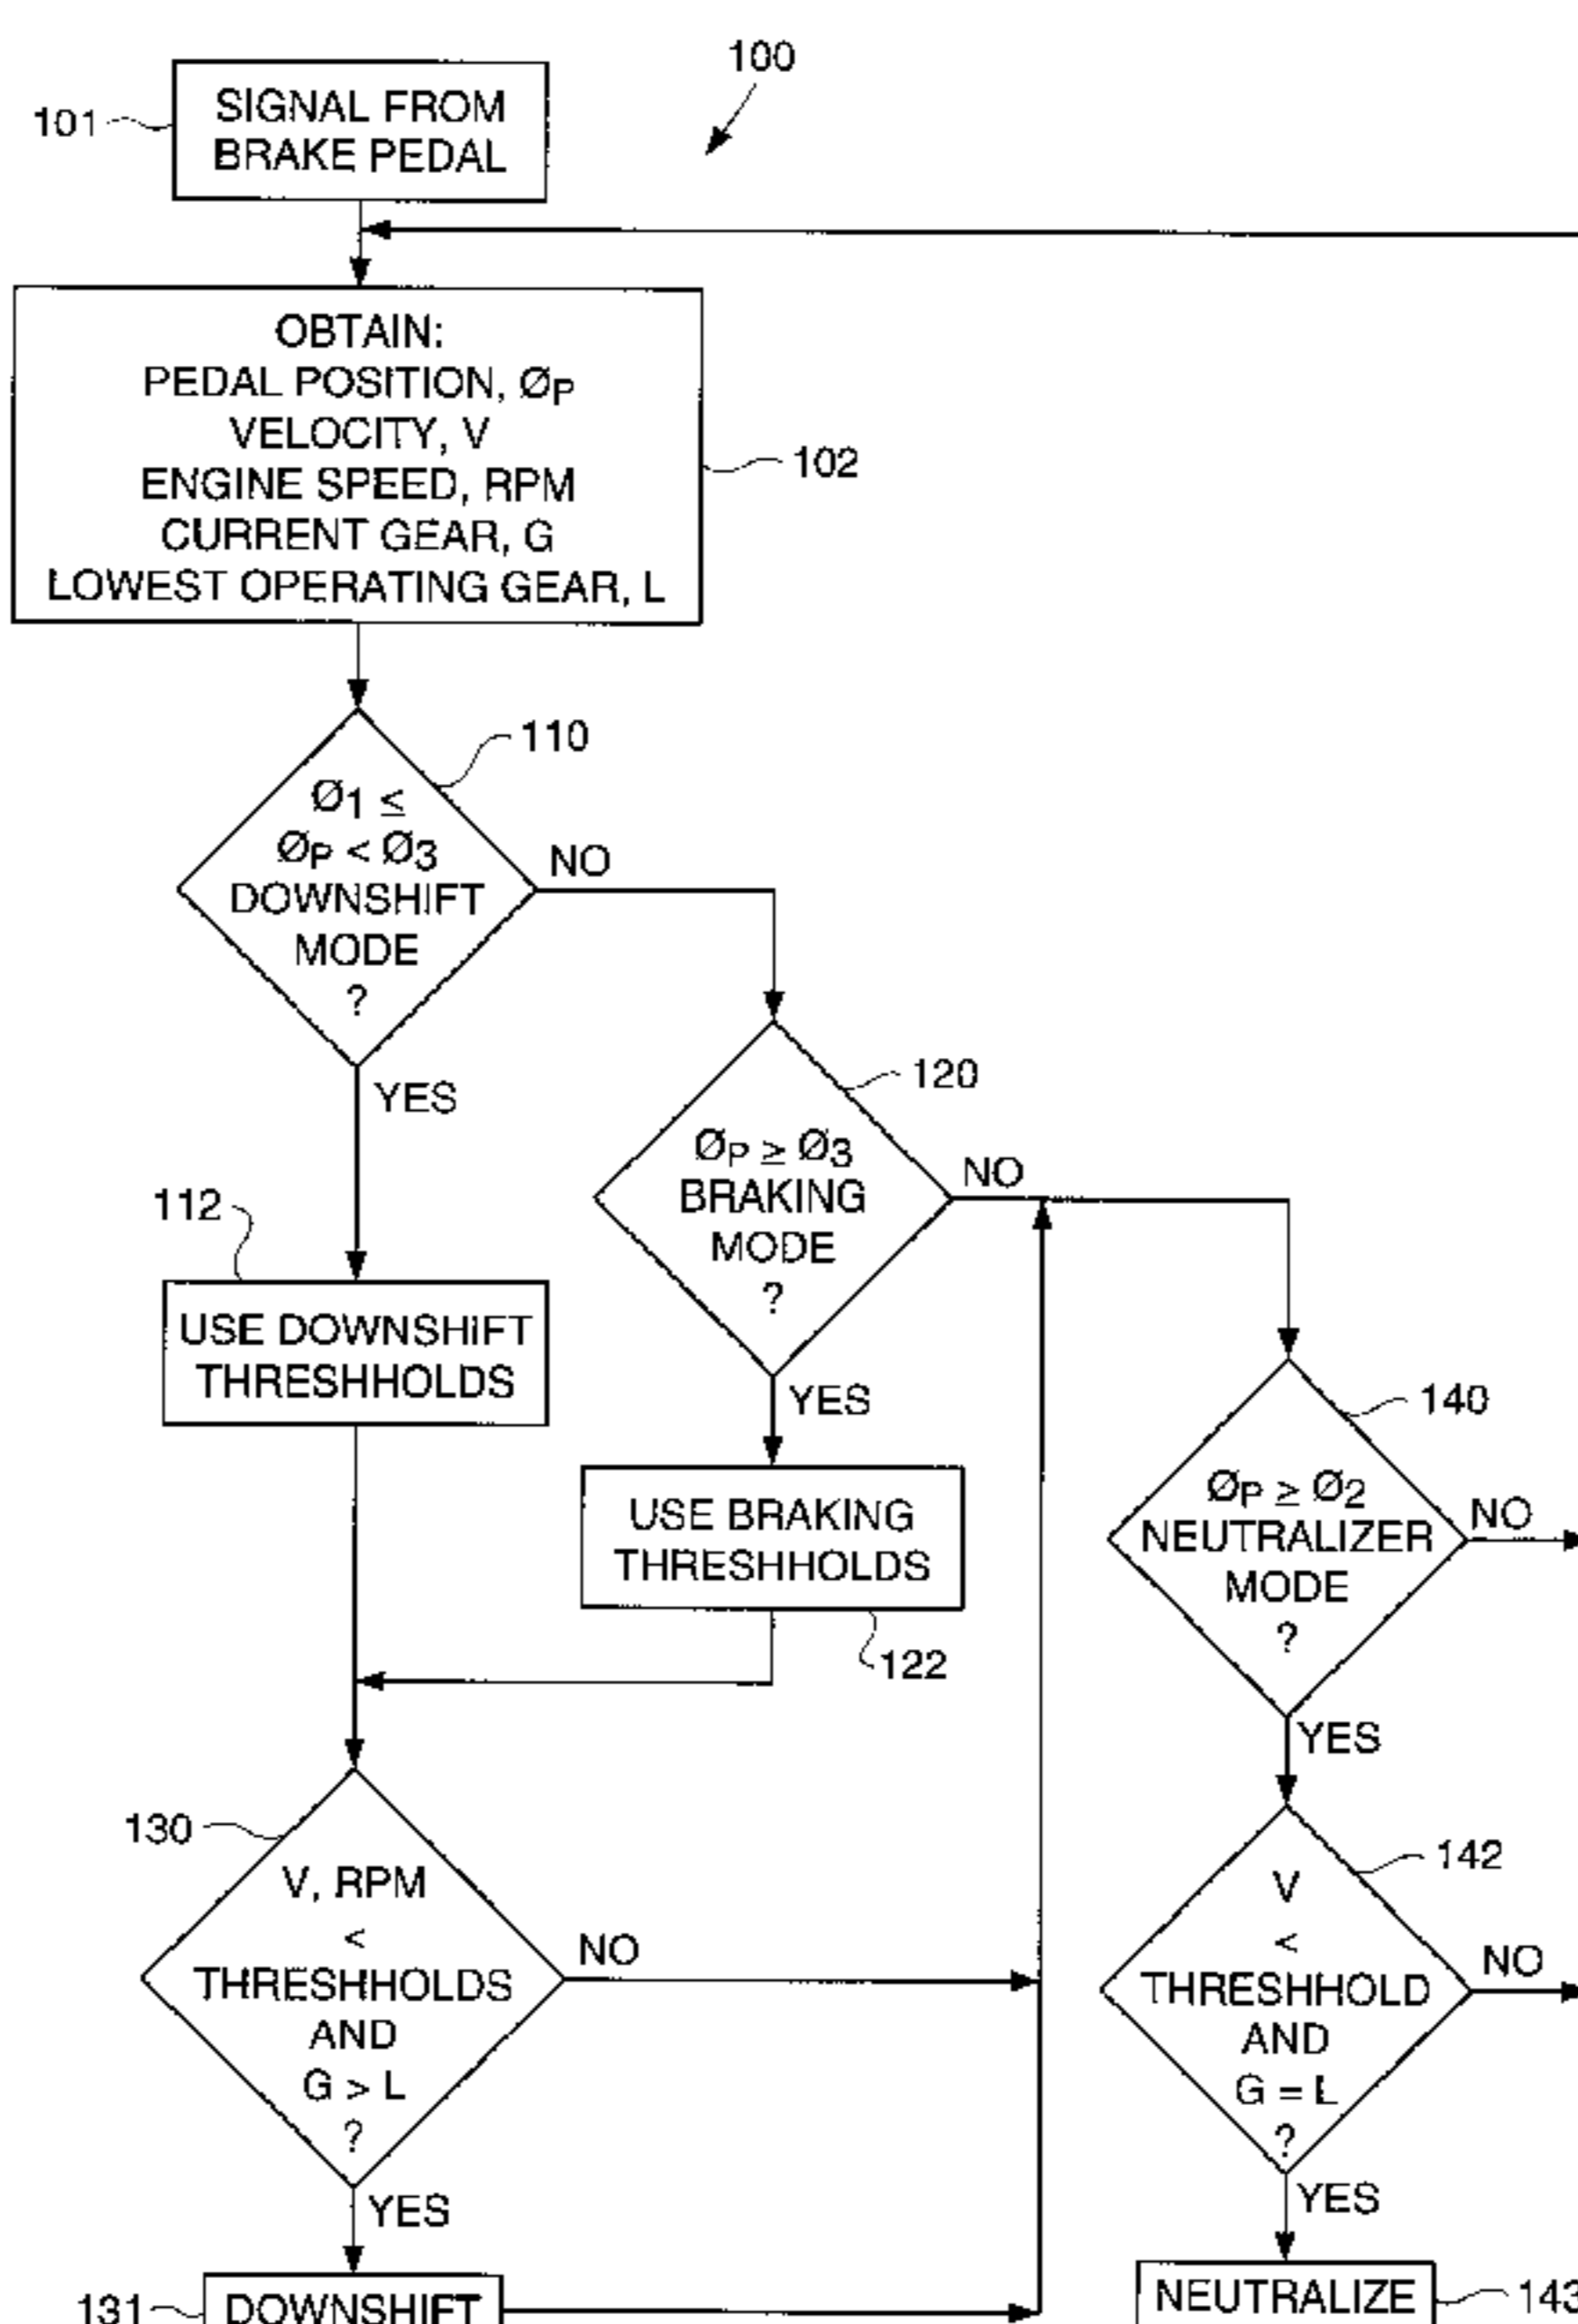 100
101
SIGNAL FROM
BRAKE PEDAL
OBTAIN:
PEDAL POSITION, ØP
VELOCITY, V
ENGINE SPEED, RPM
CURRENT GEAR, G
LOWEST OPERATING GEAR, L
102
110
Ø1 ≤
ØP < Ø3
DOWNSHIFT
MODE
?
NO
YES
120
ØP ≥ Ø3
BRAKING
MODE
?
NO
YES
112
USE DOWNSHIFT
THRESHHOLDS
USE BRAKING
THRESHHOLDS
122
140
ØP ≥ Ø2
NEUTRALIZER
MODE
?
NO
YES
130
V, RPM
<
THRESHHOLDS
AND
G > L
?
NO
YES
142
V
<
THRESHHOLD
AND
G = L
?
NO
YES
131
DOWNSHIFT
NEUTRALIZE
143